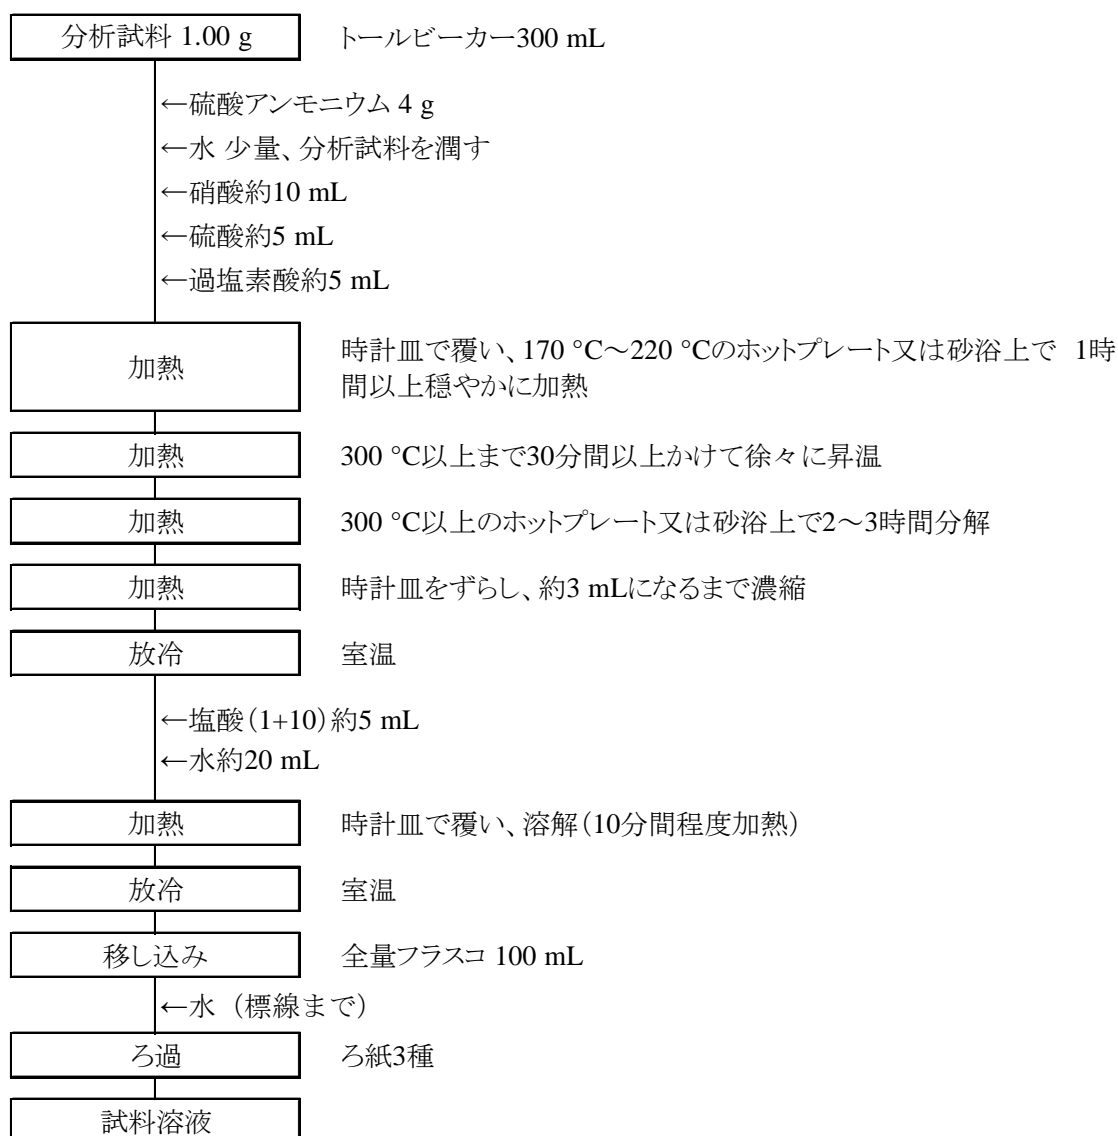 分析試料 1.00 g トールビーカー300 mL
←硫酸アンモニウム 4 g
←水 少量、分析試料を潤す
←硝酸約10 mL
←硫酸約5 mL
←過塩素酸約5 mL
加熱 時計皿で覆い、170 °C～220 °Cのホットプレート又は砂浴上で 1時
間以上穏やかに加熱
加熱 300 °C以上まで30分間以上かけて徐々に昇温
加熱 300 °C以上のホットプレート又は砂浴上で2～3時間分解
加熱 時計皿をずらし、約3 mLになるまで濃縮
放冷 室温
←塩酸（1+10）約5 mL
←水約20 mL
加熱 時計皿で覆い、溶解（10分間程度加熱）
放冷 室温
移し込み 全量フラスコ 100 mL
←水（標線まで）
ろ過 ろ紙3種
試料溶液